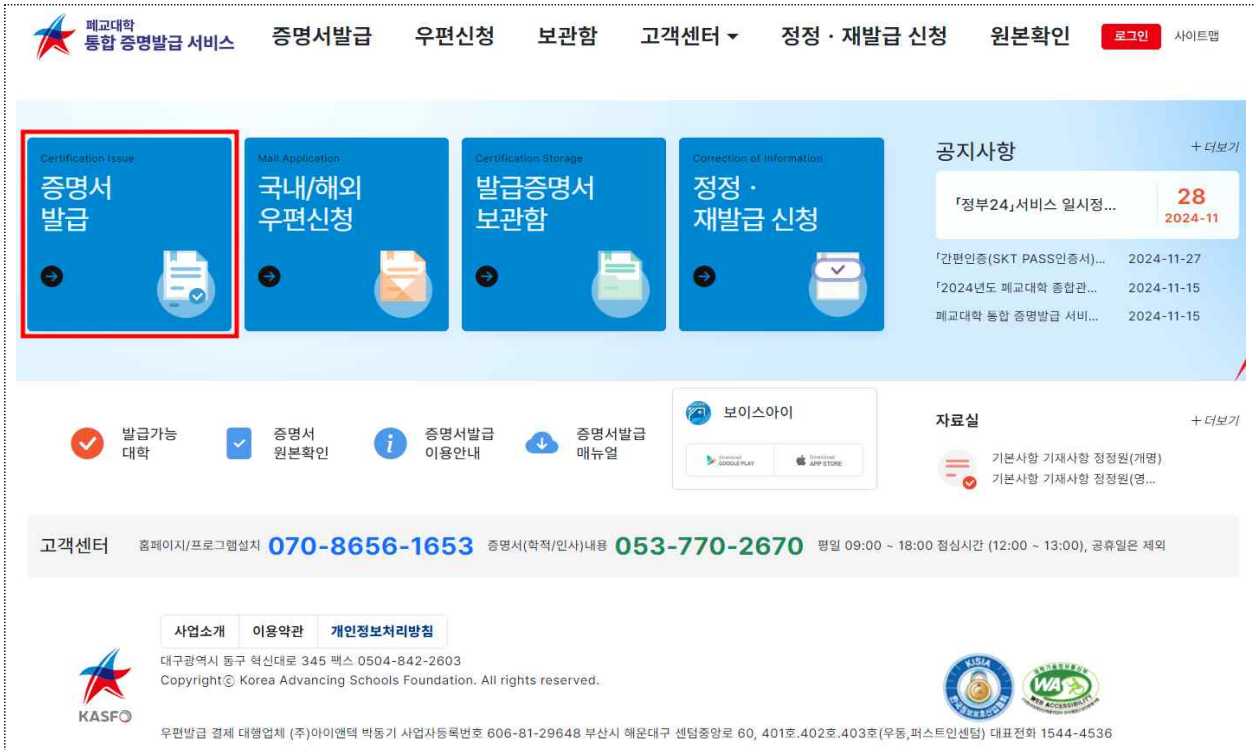 폐교대학
통합 증명발급 서비스
증명서발급 우편신청 보관함 고객센터 정정 · 재발급 신청 원본확인 로그인 사이트맵
Certification Issue
증명서
발급
Mail Application
국내/해외
우편신청
Certification Storage
발급증명서
보관함
Correction of Information
정정 ·
재발급 신청
공지사항 +더보기
「정부24」서비스 일시정... 28
2024-11
「간편인증(SKT PASS인증서)... 2024-11-27
「2024년도 폐교대학 종합관... 2024-11-15
폐교대학 통합 증명발급 서비... 2024-11-15
발급가능
대학
증명서
원본확인
증명서발급
이용안내
증명서발급
매뉴얼
보이스아이
Download
GOOGLE PLAY
Download
APP STORE
자료실 +더보기
기본사항 기재사항 정정원(개명)
기본사항 기재사항 정정원(영...
고객센터 홈페이지/프로그램설치 070-8656-1653 증명서(학적/인사)내용 053-770-2670 평일 09:00 ~ 18:00 점심시간 (12:00 ~ 13:00), 공휴일은 제외
사업소개 이용약관 개인정보처리방침
대구광역시 동구 혁신대로 345 팩스 0504-842-2603
Copyrightⓒ Korea Advancing Schools Foundation. All rights reserved.
KASFO
KISIA
WA
WEB ACCESSIBILITY
우편발급 결제 대행업체 (주)아이앤텍 박동기 사업자등록번호 606-81-29648 부산시 해운대구 센텀중앙로 60, 401호.402호.403호(우동,퍼스트인센텀) 대표전화 1544-4536